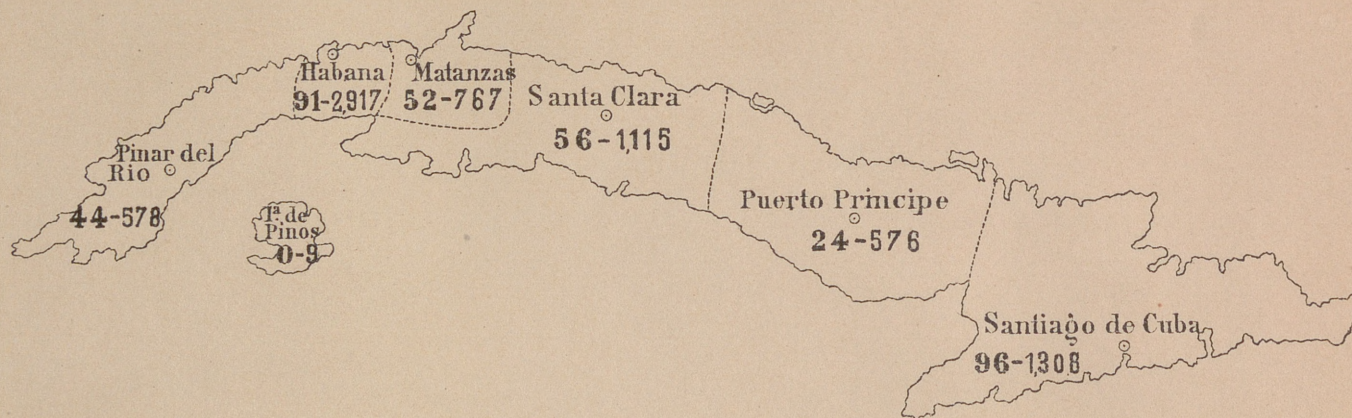 Habana
91-2,917
Matanzas
52-767
Santa Clara
56-1,115
Pinar del
Rio
44-578
Iª. de
Pinos
0-9
Puerto Principe
24-576
Santiago de Cuba
96-1,308